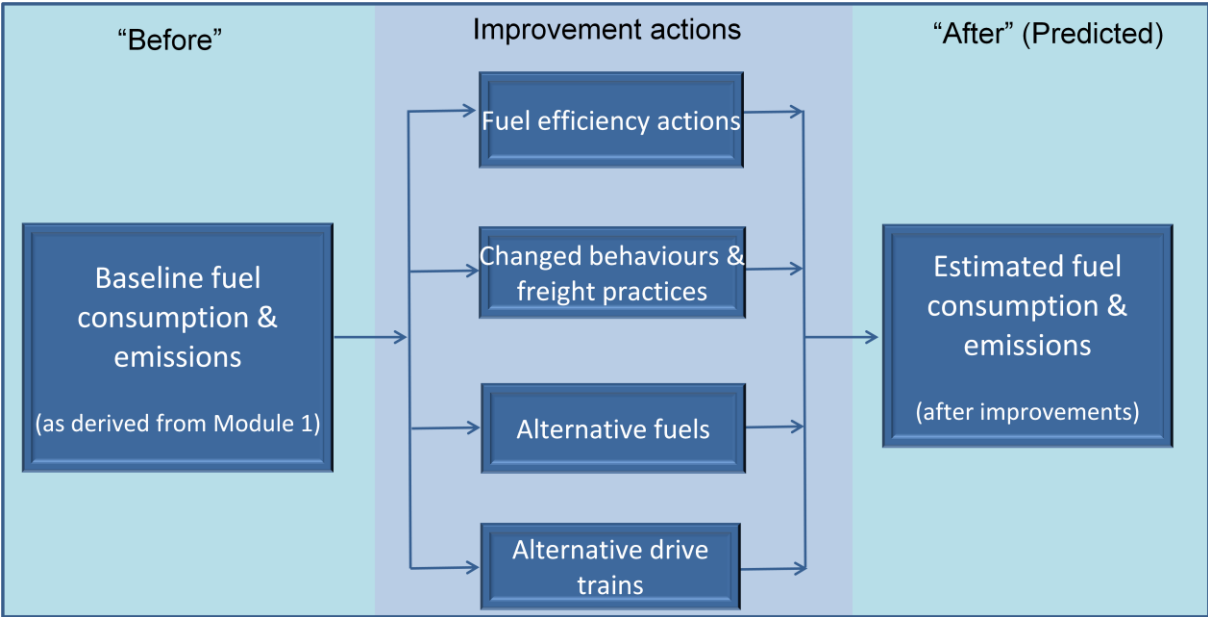 “Before”
Improvement actions
“After” (Predicted)
Baseline fuel
consumption &
emissions
(as derived from Module 1)
Fuel efficiency actions
Changed behaviours &
freight practices
Alternative fuels
Alternative drive
trains
Estimated fuel
consumption &
emissions
(after improvements)